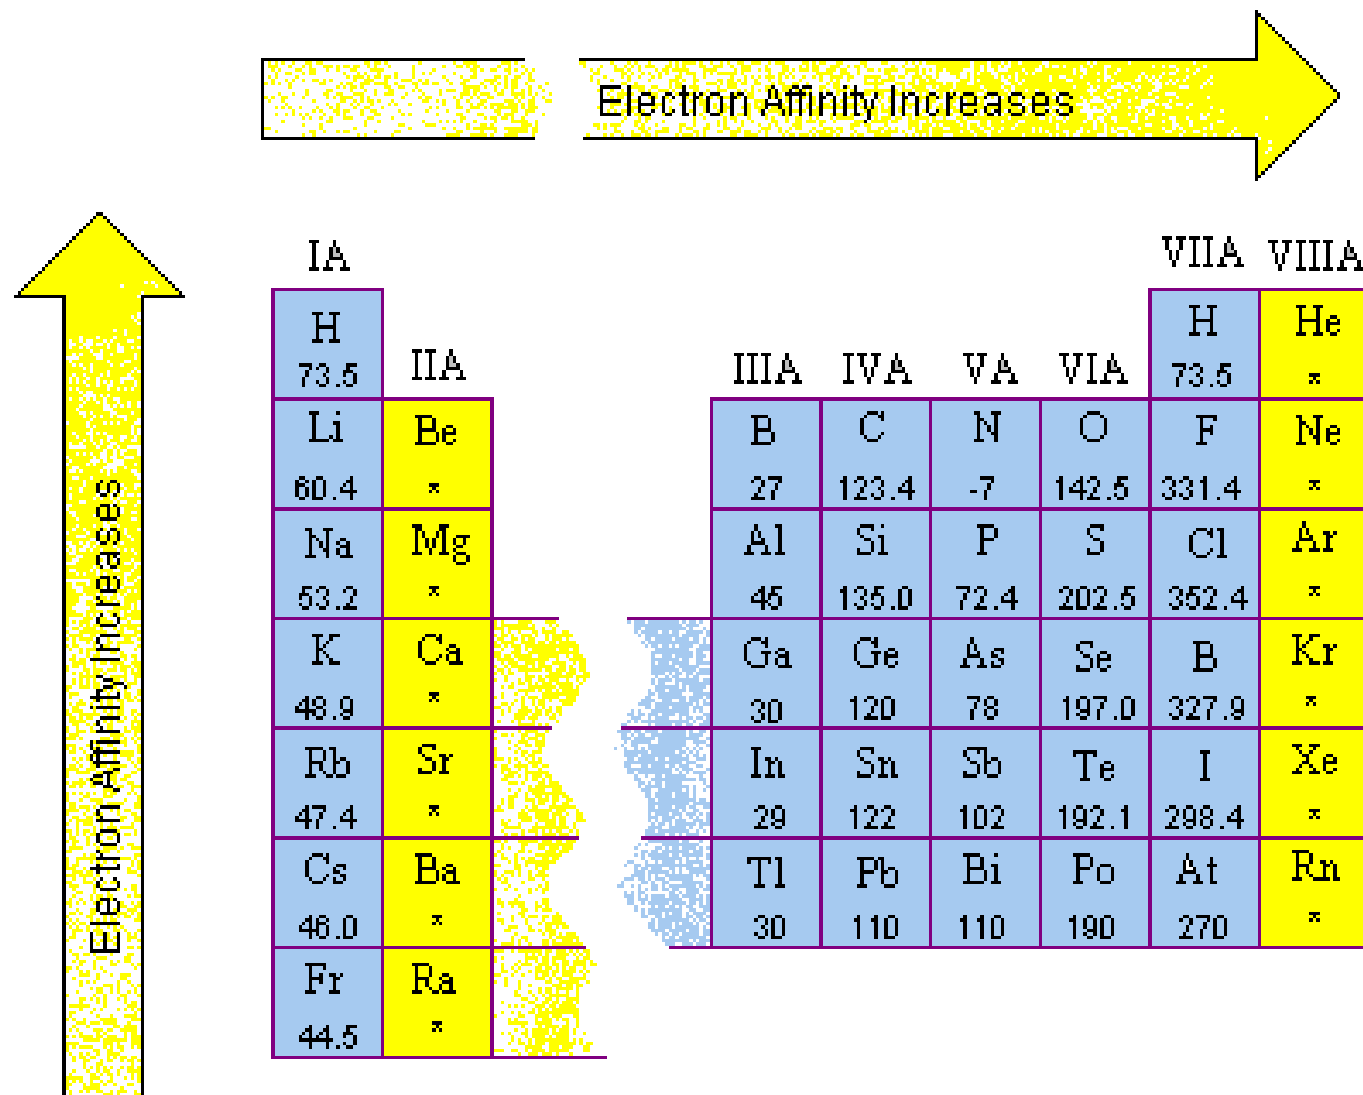 Electron Affinity Increases
Electron Affinity Increases
IA VIIA VIIIA
H H He
73.5 IIA IIIA IVA VA VIA 73.5 *
Li Be B C N O F Ne
60.4 * 27 123.4 -7 142.5 331.4 *
Na Mg Al Si P S Cl Ar
53.2 * 45 135.0 72.4 202.5 352.4 *
K Ca Ga Ge As Se B Kr
48.9 * 30 120 78 197.0 327.9 *
Rb Sr In Sn Sb Te I Xe
47.4 * 29 122 102 192.1 298.4 *
Cs Ba Tl Pb Bi Po At Rn
46.0 * 30 110 110 190 270 *
Fr Ra
44.5 *